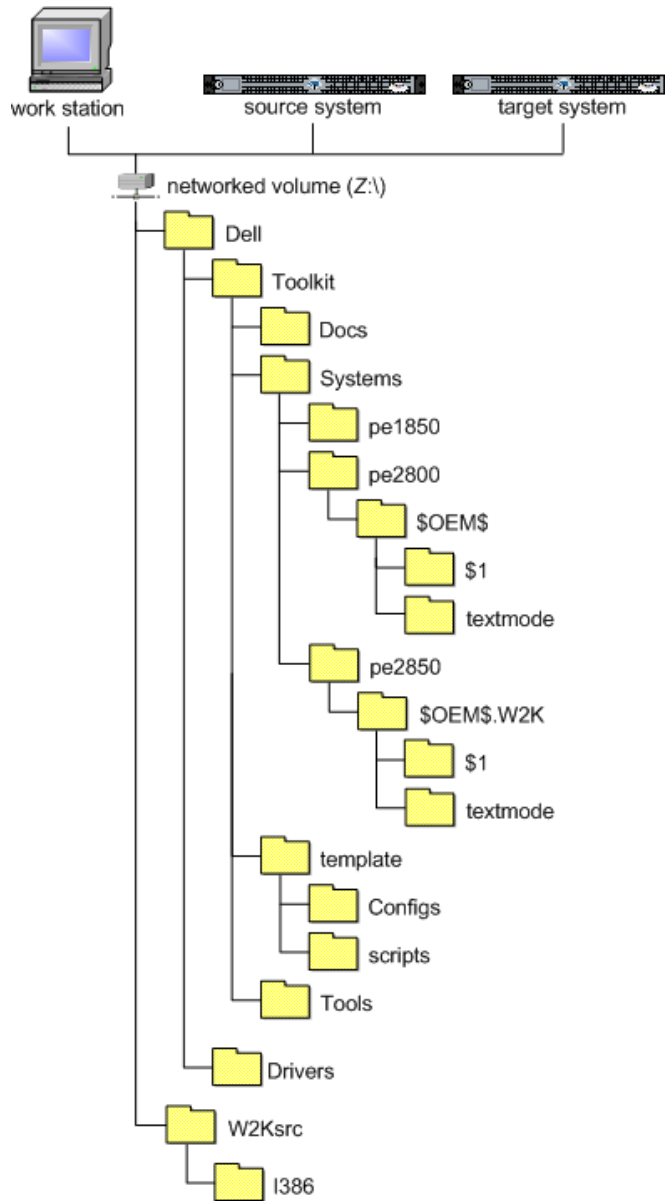 work station
source system
target system
networked volume (Z:\)
Dell
Toolkit
Docs
Systems
pe1850
pe2800
$OEM$
$1
textmode
pe2850
$OEM$.W2K
$1
textmode
template
Configs
scripts
Tools
Drivers
W2Ksrc
I386